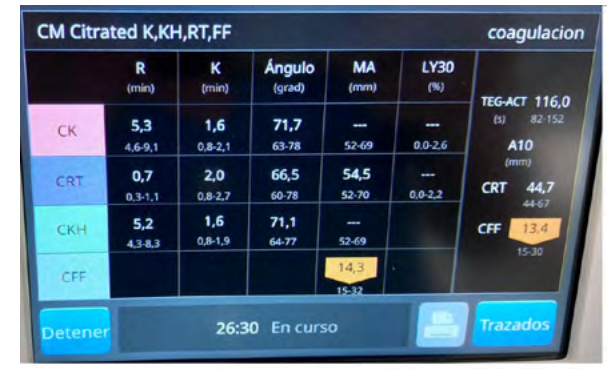 CM Citrated K,KH,RT,FF coagulacion
R K Ángulo MA LY30
(min) (min) (grad) (mm) (%)
CK 5,3 1,6 71,7 --- ---
4,6-9,1 0,8-2,1 63-78 52-69 0,0-2,6
CRT 0,7 2,0 66,5 54,5 ---
0,3-1,1 0,8-2,7 60-78 52-70 0,0-2,2
CKH 5,2 1,6 71,1 ---
4,3-8,3 0,8-1,9 64-77 52-69
CFF 14,3
15-32
TEG-ACT 116,0
(s) 82-152
A10
(mm)
CRT 44,7
44-67
CFF 13,4
15-30
Detener 26:30 En curso Trazados